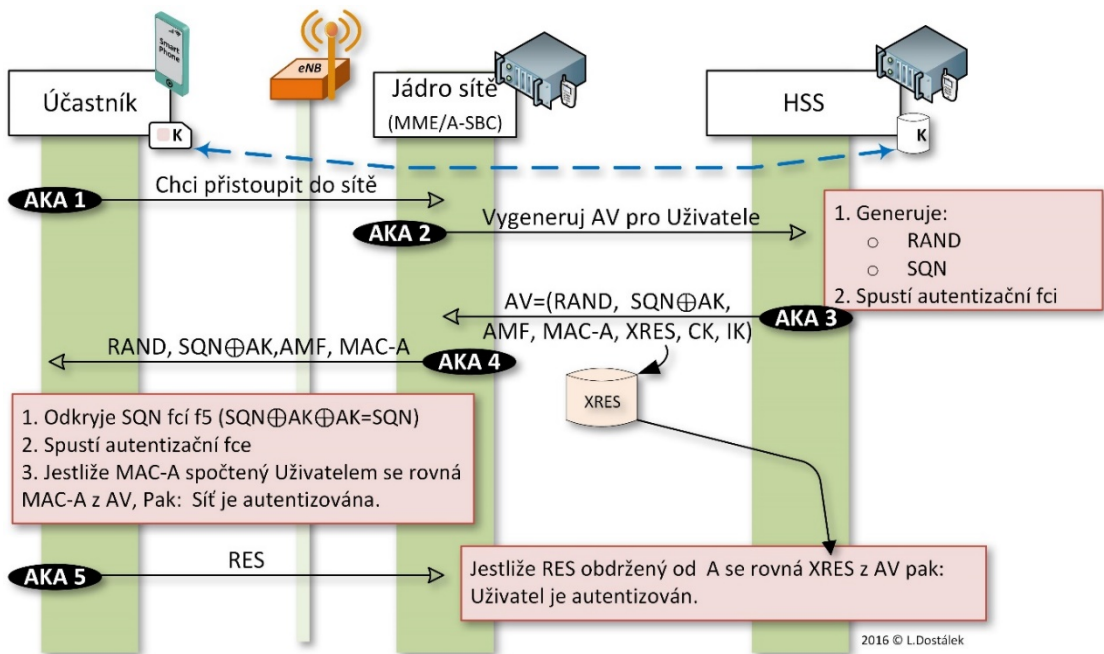 Smart
Phone
eNB
Účastník
Jádro sítě
(MME/A-SBC)
HSS
K
K
AKA 1
Chci přistoupit do sítě
AKA 2
Vygeneruj AV pro Uživatele
1. Generuje:
○ RAND
○ SQN
2. Spustí autentizační fci
AKA 3
AV=(RAND, SQN⊕AK,
AMF, MAC-A, XRES, CK, IK)
AKA 4
RAND, SQN⊕AK,AMF, MAC-A
XRES
1. Odkryje SQN fcí f5 (SQN⊕AK⊕AK=SQN)
2. Spustí autentizační fce
3. Jestliže MAC-A spočtený Uživatelem se rovná
MAC-A z AV, Pak: Síť je autentizována.
AKA 5
RES
Jestliže RES obdržený od A se rovná XRES z AV pak:
Uživatel je autentizován.
2016 © L.Dostálek